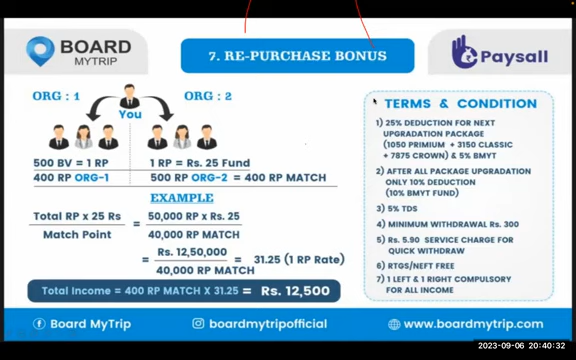 BOARD
MYTRIP
7. RE-PURCHASE BONUS
Paysall
ORG : 1
ORG : 2
You
500 BV = 1 RP
1 RP = Rs. 25 Fund
400 RP ORG-1
500 RP ORG-2 = 400 RP MATCH
EXAMPLE
Total RP x 25 Rs
Match Point
=
50,000 RP x Rs. 25
40,000 RP MATCH
=
Rs. 12,50,000
40,000 RP MATCH
= 31.25 (1 RP Rate)
Total Income = 400 RP MATCH X 31.25 = Rs. 12,500
TERMS & CONDITION
1) 25% DEDUCTION FOR NEXT
UPGRADATION PACKAGE
(1050 PRIMIUM + 3150 CLASSIC
+ 7875 CROWN) & 5% BMYT
2) AFTER ALL PACKAGE UPGRADATION
ONLY 10% DEDUCTION
(10% BMYT FUND)
3) 5% TDS
4) MINIMUM WITHDRAWAL Rs. 300
5) Rs. 5.90 SERVICE CHARGE FOR
QUICK WITHDRAW
6) RTGS/NEFT FREE
7) 1 LEFT & 1 RIGHT COMPULSORY
FOR ALL INCOME
Board MyTrip
boardmytripofficial
www.boardmytrip.com
2023-09-06 20:40:32